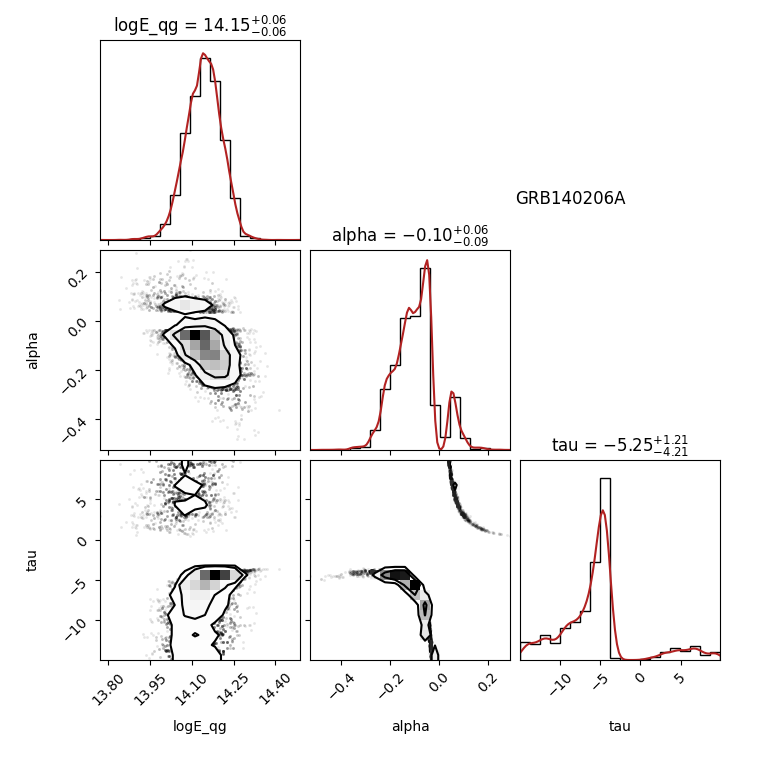 logE_qg = 14.15+0.06−0.06
GRB140206A
alpha = −0.10+0.06−0.09
0.2
0.0
−0.2
−0.4
alpha
tau = −5.25+1.21−4.21
5
0
−5
−10
tau
13.80 13.95 14.10 14.25 14.40
−0.4 −0.2 0.0 0.2
−10 −5 0 5
logE_qg alpha tau